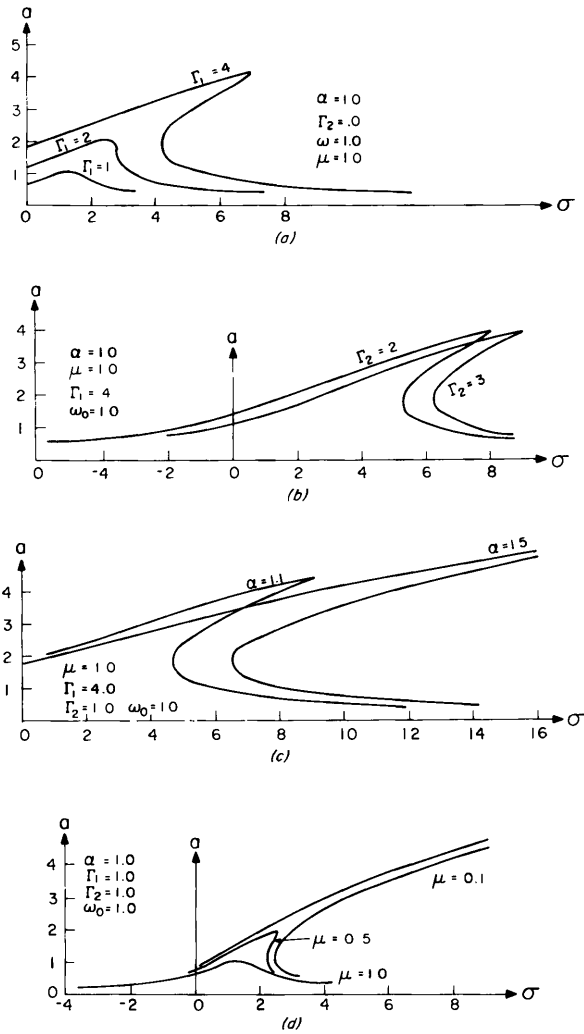 a
5
4
3
2
1
Γ₁=4
Γ₁=2
Γ₁=1
α=1.0
Γ₂=.0
ω=1.0
μ=1.0
0 2 4 6 8
σ
(a)
a
a
4
3
2
1
α=1.0
μ=1.0
Γ₁=4
ω₀=1.0
Γ₂=2
Γ₂=3
0 -4 -2 0 2 4 6 8
σ
(b)
a
4
3
2
1
α=1.1
α=1.5
μ=1.0
Γ₁=4.0
Γ₂=1.0 ω₀=1.0
0 2 4 6 8 10 12 14 16
σ
(c)
a
a
4
3
2
1
0
α=1.0
Γ₁=1.0
Γ₂=1.0
ω₀=1.0
μ=0.1
μ=0.5
μ=1.0
-4 -2 0 2 4 6 8
σ
(d)